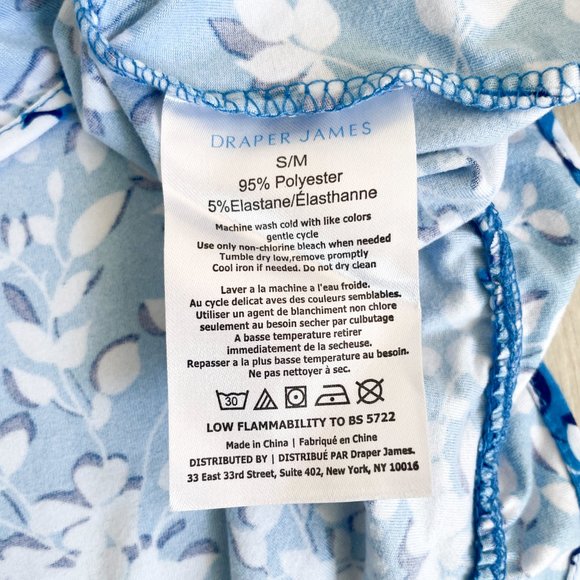 DRAPER JAMES
S/M
95% Polyester
5%Elastane/Élasthanne
Machine wash cold with like colors
gentle cycle
Use only non-chlorine bleach when needed
Tumble dry low,remove promptly
Cool iron if needed. Do not dry clean
Laver a la machine a l'eau froide.
Au cycle delicat aves des couleurs semblables.
Utiliser un agent de blanchiment non chlore
seulement au besoin secher par culbutage
A basse temperature retirer
immediatement de la secheuse.
Repasser a la plus basse temperature au besoin.
Ne pas nettoyer à sec.
30
LOW FLAMMABILITY TO BS 5722
Made in China | Fabriqué en Chine
DISTRIBUTED BY | DISTRIBUÉ PAR Draper James.
33 East 33rd Street, Suite 402, New York, NY 10016